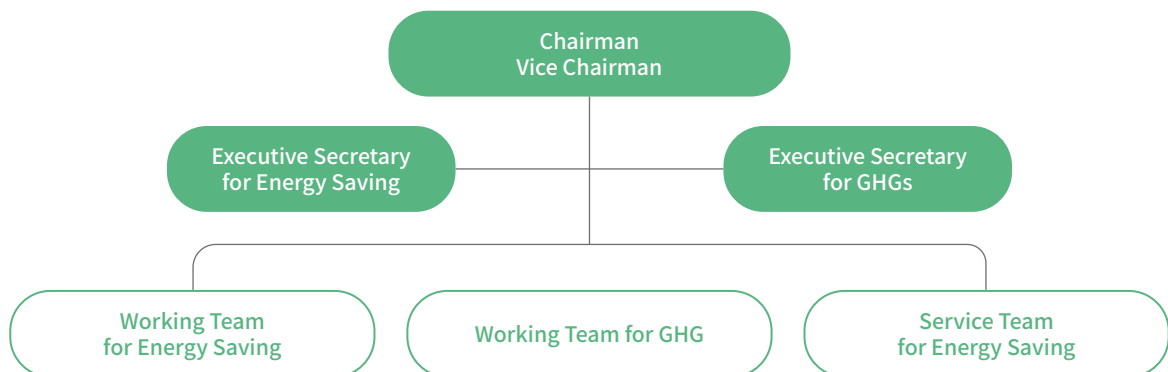 Chairman
Vice Chairman
Executive Secretary
for Energy Saving
Executive Secretary
for GHGs
Working Team
for Energy Saving
Working Team for GHG
Service Team
for Energy Saving